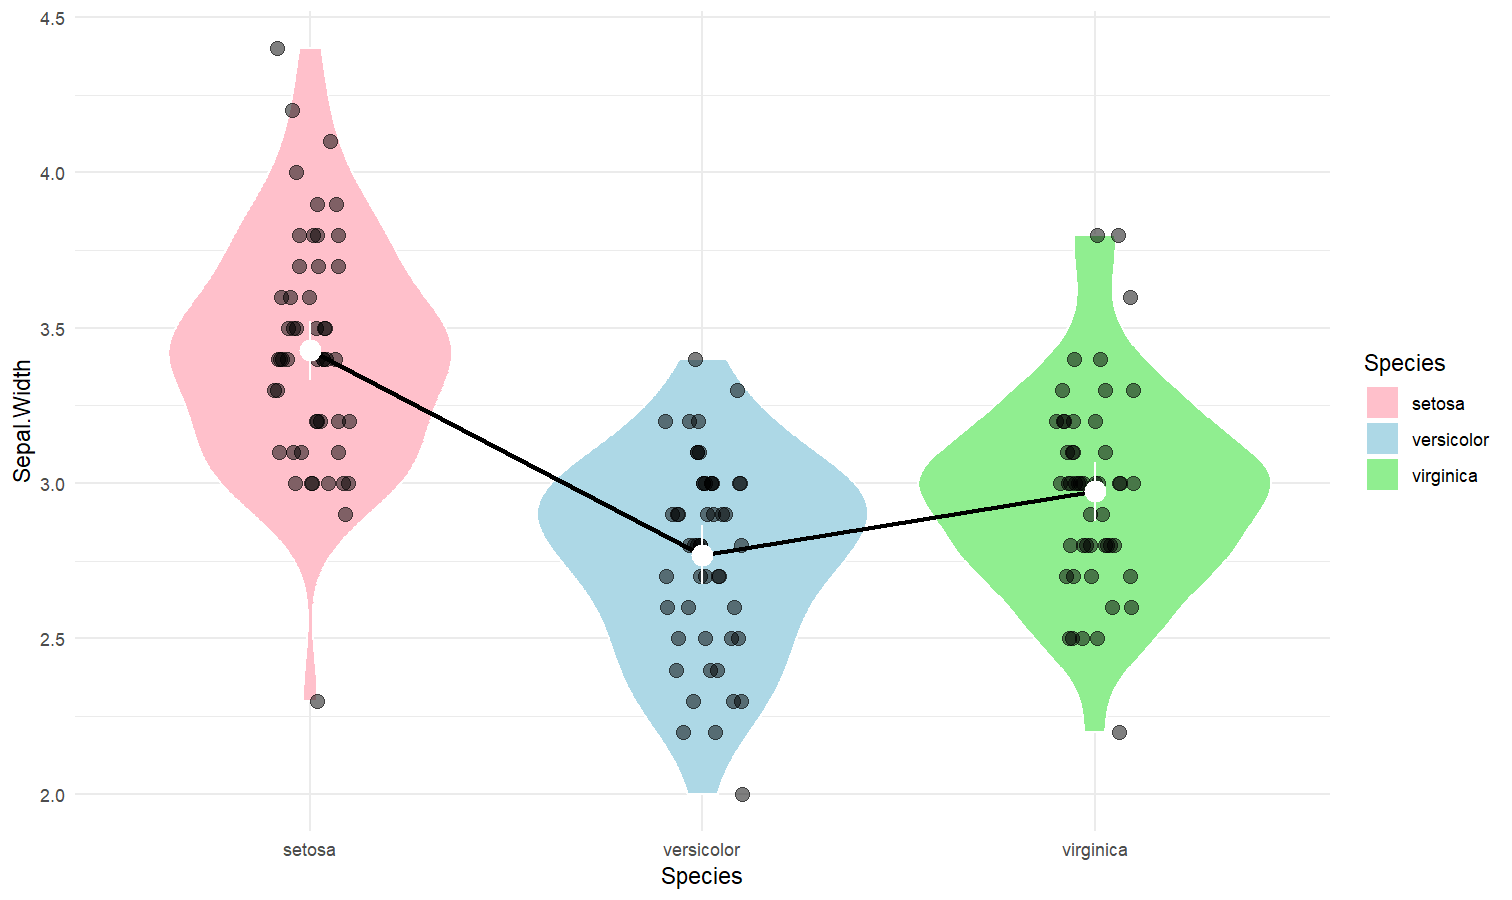 4.5
4.0
3.5
3.0
2.5
2.0
Sepal.Width
setosa
versicolor
virginica
Species
Species
setosa
versicolor
virginica